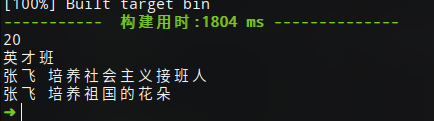 [100%] Built target bin
----------- 构建用时:1804 ms --------------
20
英才班
张飞 培养社会主义接班人
张飞 培养祖国的花朵
➜